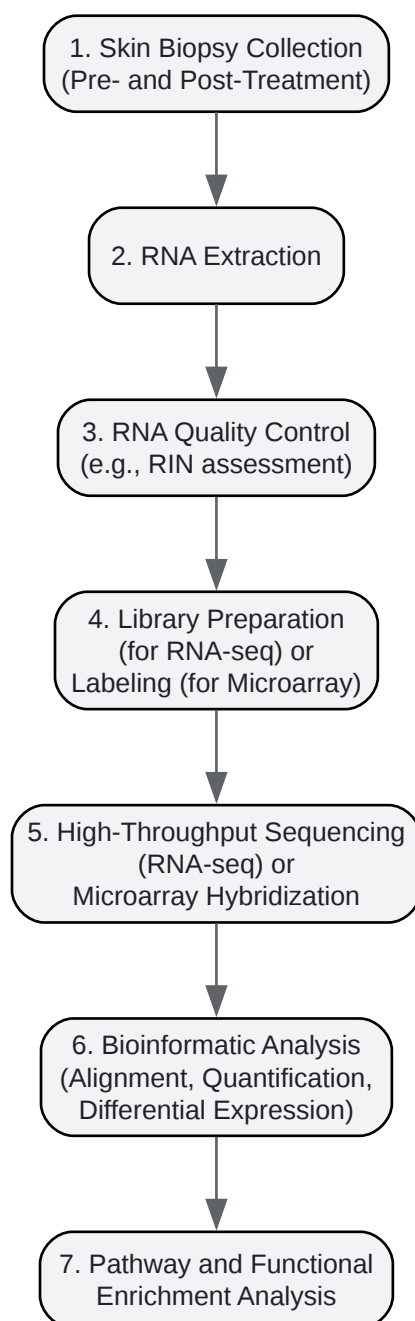 1. Skin Biopsy Collection
(Pre- and Post-Treatment)
2. RNA Extraction
3. RNA Quality Control
(e.g., RIN assessment)
4. Library Preparation
(for RNA-seq) or
Labeling (for Microarray)
5. High-Throughput Sequencing
(RNA-seq) or
Microarray Hybridization
6. Bioinformatic Analysis
(Alignment, Quantification,
Differential Expression)
7. Pathway and Functional
Enrichment Analysis